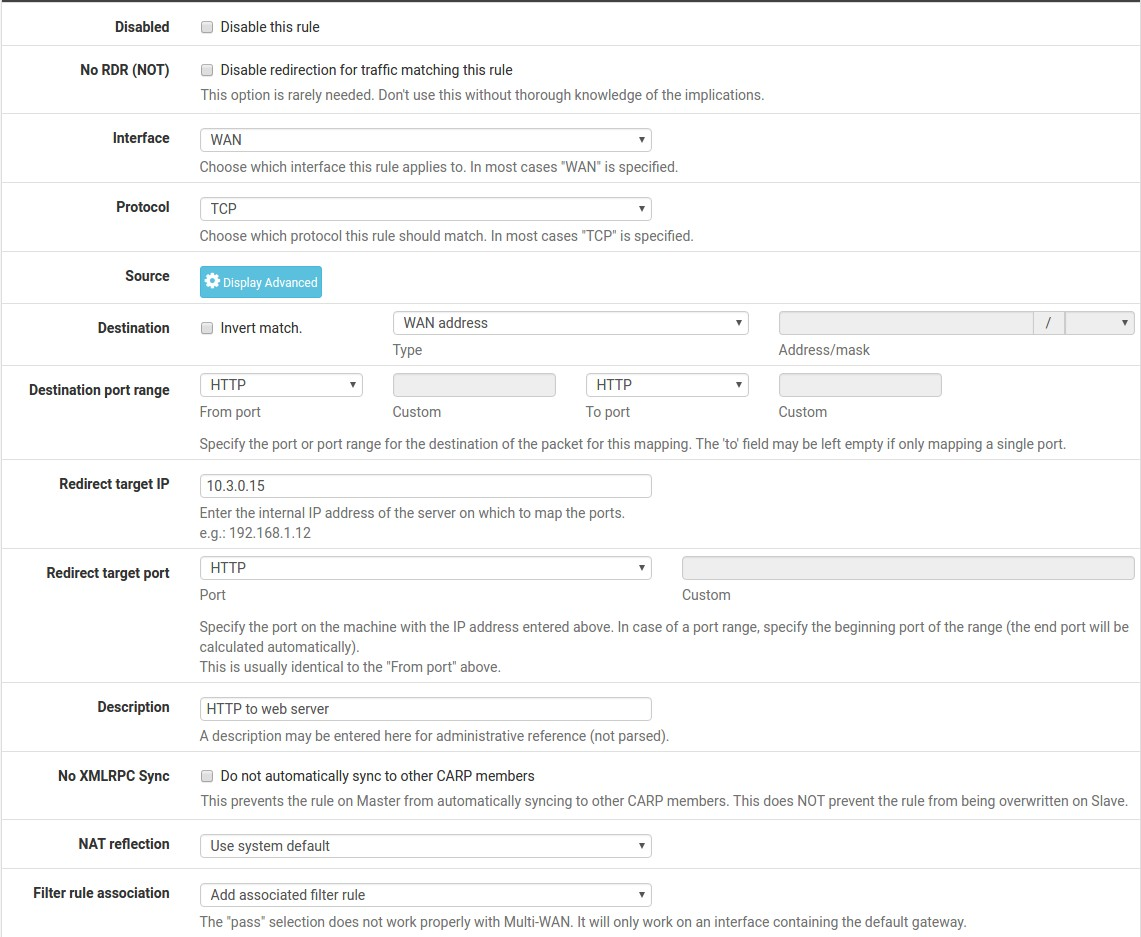 Disabled
Disable this rule
No RDR (NOT)
Disable redirection for traffic matching this rule
This option is rarely needed. Don't use this without thorough knowledge of the implications.
Interface
WAN
Choose which interface this rule applies to. In most cases "WAN" is specified.
Protocol
TCP
Choose which protocol this rule should match. In most cases "TCP" is specified.
Source
Display Advanced
Destination
Invert match.
WAN address
/
Type
Address/mask
Destination port range
HTTP
HTTP
From port
Custom
To port
Custom
Specify the port or port range for the destination of the packet for this mapping. The 'to' field may be left empty if only mapping a single port.
Redirect target IP
10.3.0.15
Enter the internal IP address of the server on which to map the ports.
e.g.: 192.168.1.12
Redirect target port
HTTP
Port
Custom
Specify the port on the machine with the IP address entered above. In case of a port range, specify the beginning port of the range (the end port will be
calculated automatically).
This is usually identical to the "From port" above.
Description
HTTP to web server
A description may be entered here for administrative reference (not parsed).
No XMLRPC Sync
Do not automatically sync to other CARP members
This prevents the rule on Master from automatically syncing to other CARP members. This does NOT prevent the rule from being overwritten on Slave.
NAT reflection
Use system default
Filter rule association
Add associated filter rule
The "pass" selection does not work properly with Multi-WAN. It will only work on an interface containing the default gateway.